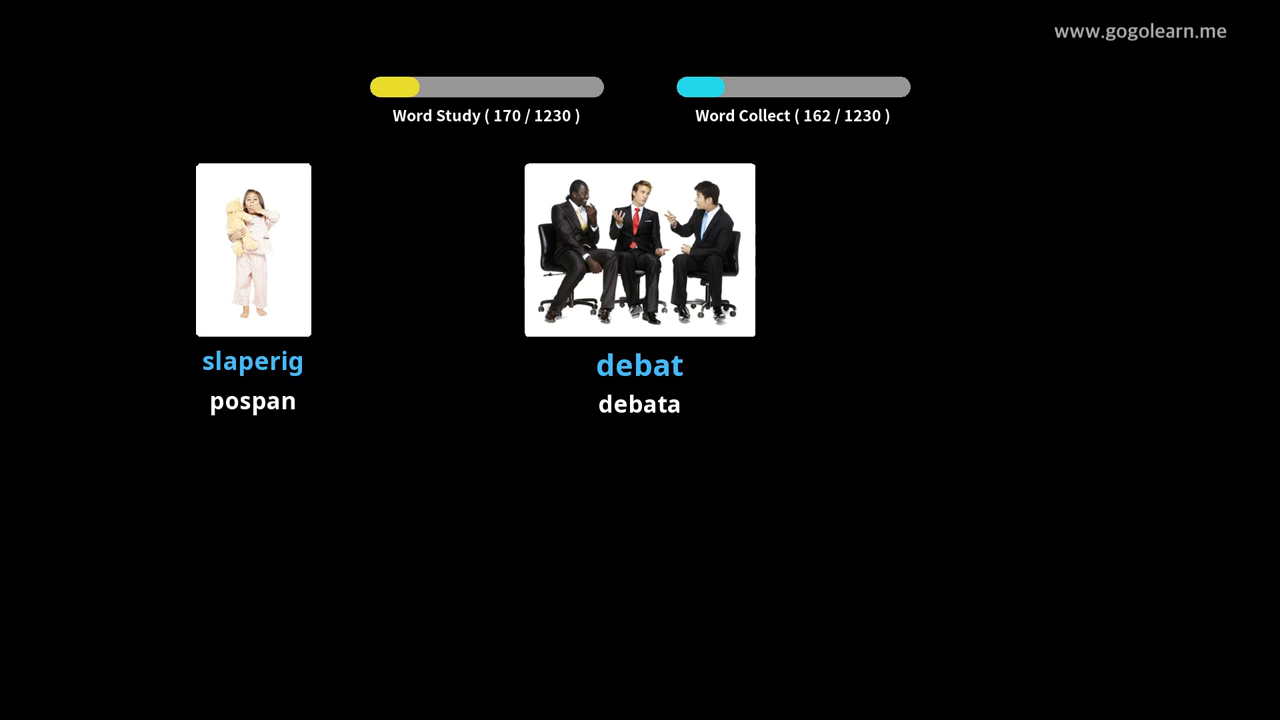 www.gogolearn.me
Word Study ( 170 / 1230 )
Word Collect ( 162 / 1230 )
slaperig
pospan
debat
debata